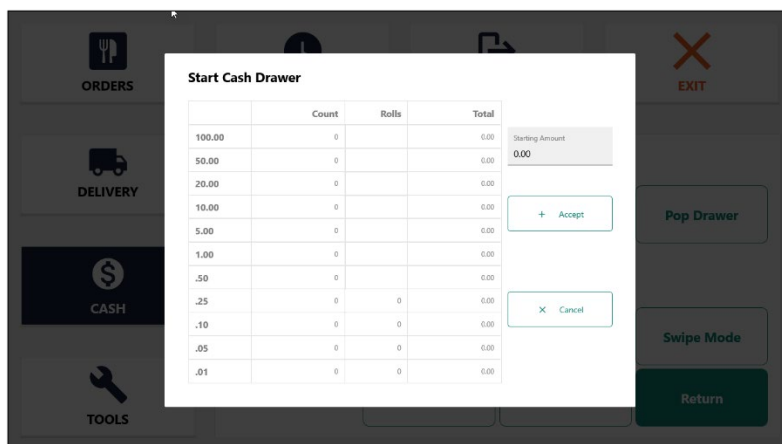 ORDERS
EXIT
Start Cash Drawer
Count Rolls Total
100.00 0 0.00
50.00 0 0.00
20.00 0 0.00
10.00 0 0.00
5.00 0 0.00
1.00 0 0.00
.50 0 0.00
.25 0 0 0.00
.10 0 0 0.00
.05 0 0 0.00
.01 0 0 0.00
Starting Amount
0.00
+ Accept
X Cancel
DELIVERY
CASH
TOOLS
Pop Drawer
Swipe Mode
Return